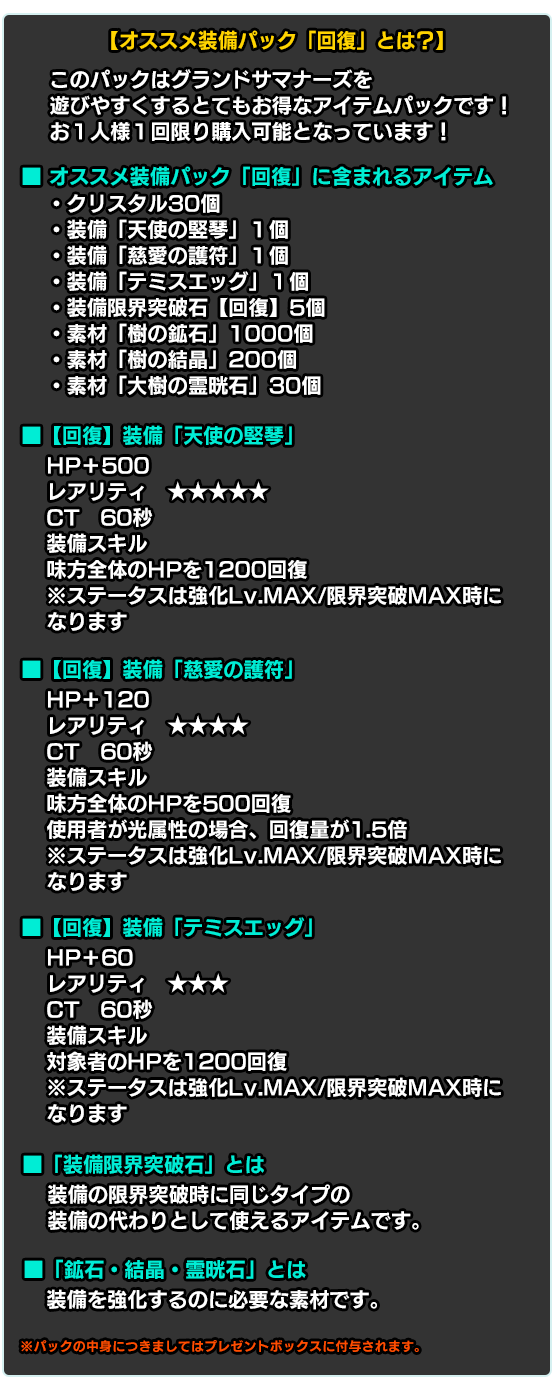 【オススメ装備パック「回復」とは?】
このパックはグランドサマナーズを
遊びやすくするとてもお得なアイテムパックです！
お１人様１回限り購入可能となっています！
■ オススメ装備パック「回復」に含まれるアイテム
・クリスタル30個
・装備「天使の竪琴」１個
・装備「慈愛の護符」１個
・装備「テミスエッグ」１個
・装備限界突破石【回復】5個
・素材「樹の鉱石」1000個
・素材「樹の結晶」200個
・素材「大樹の霊晄石」30個
■【回復】装備「天使の竪琴」
HP＋500
レアリティ　★★★★★
CT　60秒
装備スキル
味方全体のHPを1200回復
※ステータスは強化Lv.MAX/限界突破MAX時に
なります
■【回復】装備「慈愛の護符」
HP＋120
レアリティ　★★★★
CT　60秒
装備スキル
味方全体のHPを500回復
使用者が光属性の場合、回復量が1.5倍
※ステータスは強化Lv.MAX/限界突破MAX時に
なります
■【回復】装備「テミスエッグ」
HP＋60
レアリティ　★★★
CT　60秒
装備スキル
対象者のHPを1200回復
※ステータスは強化Lv.MAX/限界突破MAX時に
なります
■「装備限界突破石」とは
装備の限界突破時に同じタイプの
装備の代わりとして使えるアイテムです。
■「鉱石・結晶・霊晄石」とは
装備を強化するのに必要な素材です。
※パックの中身につきましてはプレゼントボックスに付与されます。